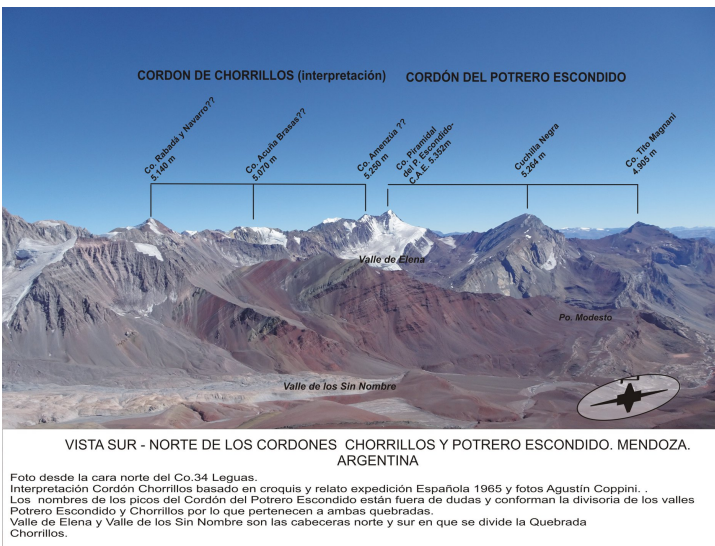 CORDON DE CHORRILLOS (interpretación)
CORDÓN DEL POTRERO ESCONDIDO
Co. Rabadá y Navarro??
5.140 m
Co. Acuña Brasas??
5.070 m
Co. Amenzúa ??
5.250 m
Co. Piramidal
del P. Escondido-
C.A.E. 5.352m
Cuchilla Negra
5.264 m
Co. Tito Magnani
4.905 m
Valle de Elena
Po. Modesto
Valle de los Sin Nombre
VISTA SUR - NORTE DE LOS CORDONES CHORRILLOS Y POTRERO ESCONDIDO. MENDOZA.
ARGENTINA
Foto desde la cara norte del Co.34 Leguas.
Interpretación Cordón Chorrillos basado en croquis y relato expedición Española 1965 y fotos Agustín Coppini. .
Los nombres de los picos del Cordón del Potrero Escondido están fuera de dudas y conforman la divisoria de los valles
Potrero Escondido y Chorrillos por lo que pertenecen a ambas quebradas.
Valle de Elena y Valle de los Sin Nombre son las cabeceras norte y sur en que se divide la Quebrada
Chorrillos.